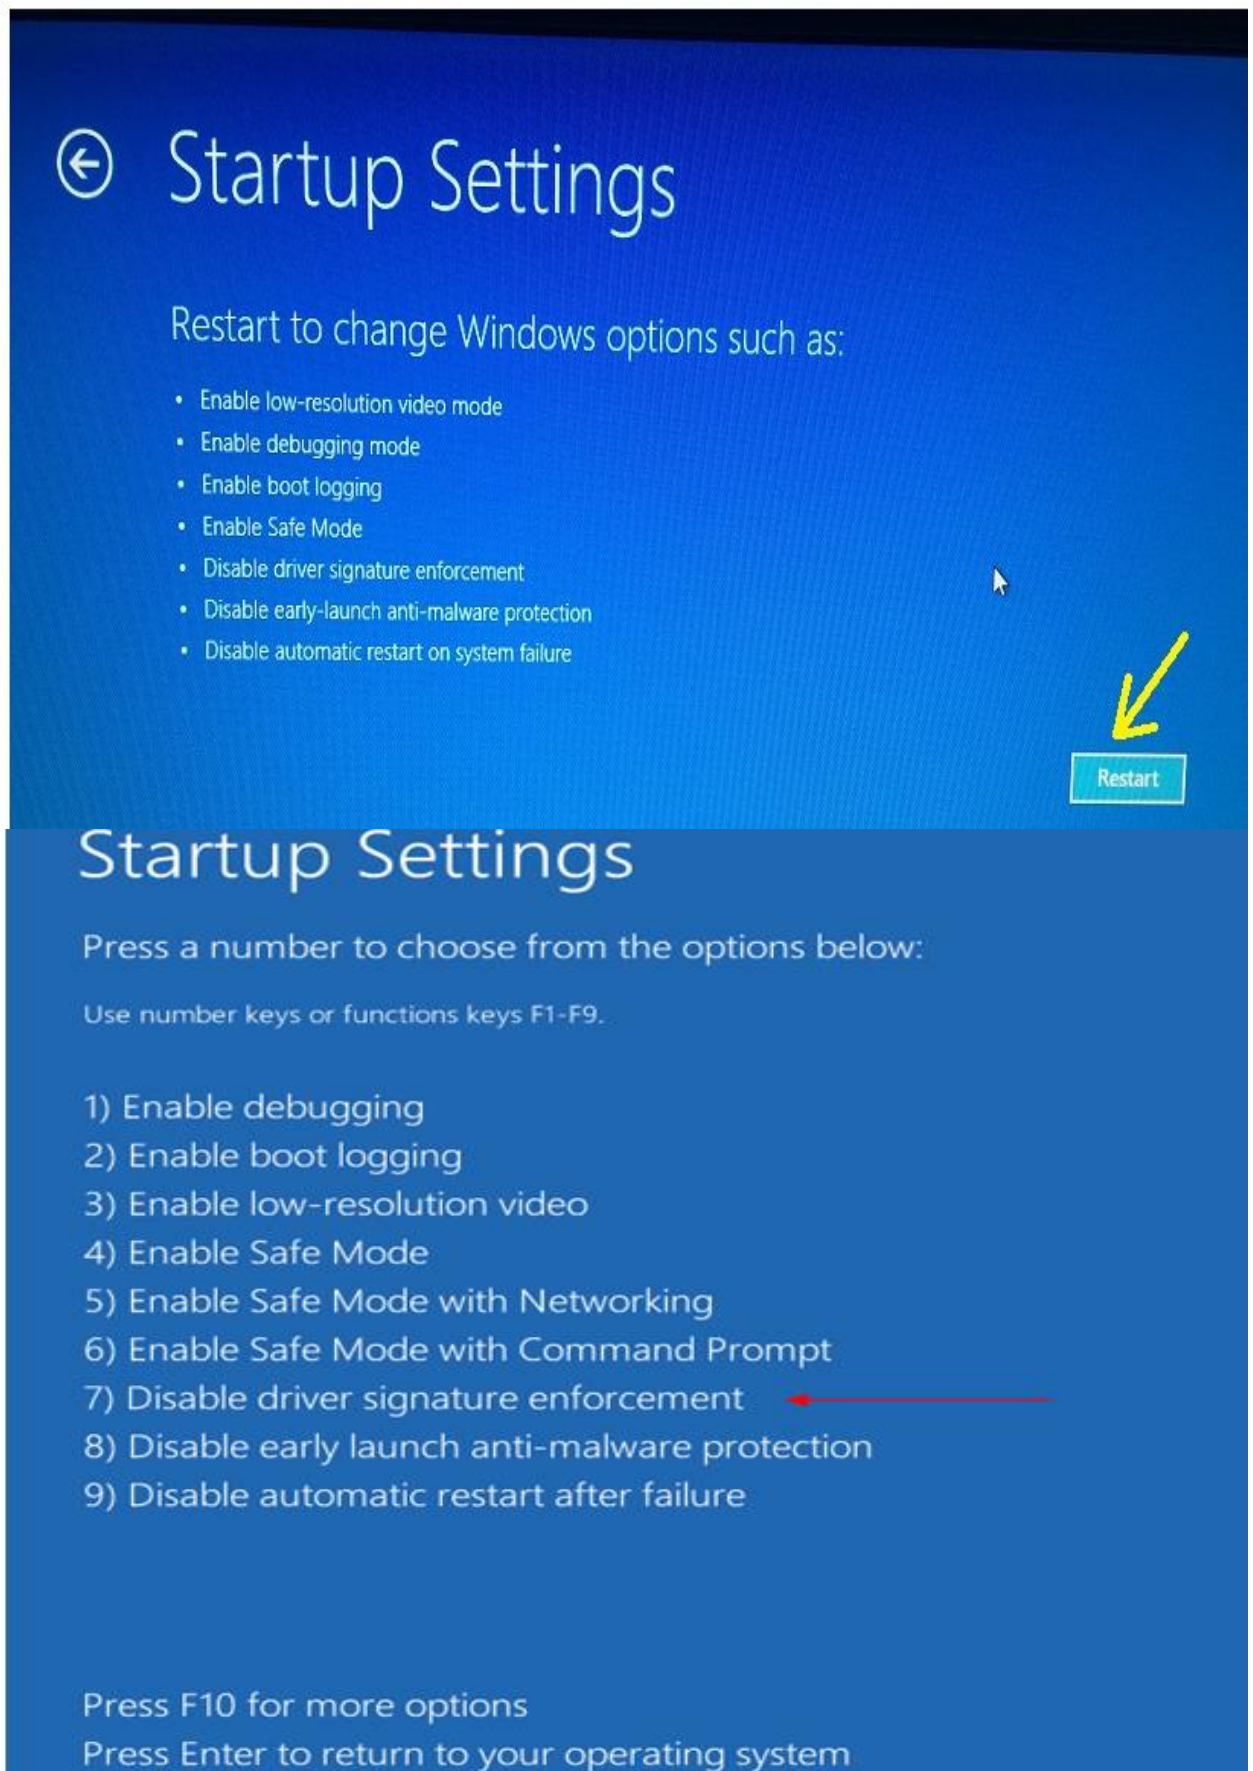 Startup Settings
Restart to change Windows options such as:
• Enable low-resolution video mode
• Enable debugging mode
• Enable boot logging
• Enable Safe Mode
• Disable driver signature enforcement
• Disable early-launch anti-malware protection
• Disable automatic restart on system failure
Restart
Startup Settings
Press a number to choose from the options below:
Use number keys or functions keys F1-F9.
1) Enable debugging
2) Enable boot logging
3) Enable low-resolution video
4) Enable Safe Mode
5) Enable Safe Mode with Networking
6) Enable Safe Mode with Command Prompt
7) Disable driver signature enforcement
8) Disable early launch anti-malware protection
9) Disable automatic restart after failure
Press F10 for more options
Press Enter to return to your operating system